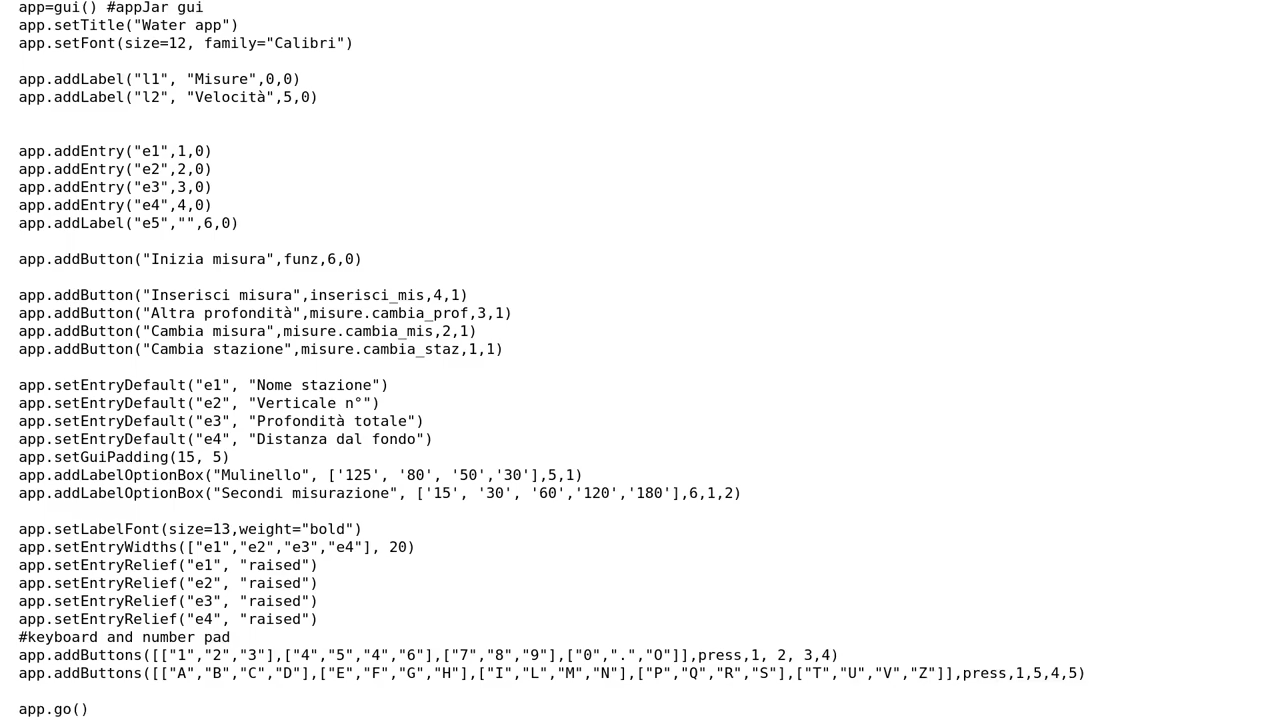 app=gui() #appJar gui
app.setTitle("Water app")
app.setFont(size=12, family="Calibri")
app.addLabel("l1", "Misure",0,0)
app.addLabel("l2", "Velocità",5,0)
app.addEntry("e1",1,0)
app.addEntry("e2",2,0)
app.addEntry("e3",3,0)
app.addEntry("e4",4,0)
app.addLabel("e5","",6,0)
app.addButton("Inizia misura",funz,6,0)
app.addButton("Inserisci misura",inserisci_mis,4,1)
app.addButton("Altra profondità",misure.cambia_prof,3,1)
app.addButton("Cambia misura",misure.cambia_mis,2,1)
app.addButton("Cambia stazione",misure.cambia_staz,1,1)
app.setEntryDefault("e1", "Nome stazione")
app.setEntryDefault("e2", "Verticale n°")
app.setEntryDefault("e3", "Profondità totale")
app.setEntryDefault("e4", "Distanza dal fondo")
app.setGuiPadding(15, 5)
app.addLabelOptionBox("Mulinello", ['125', '80', '50','30'],5,1)
app.addLabelOptionBox("Secondi misurazione", ['15', '30', '60','120','180'],6,1,2)
app.setLabelFont(size=13,weight="bold")
app.setEntryWidths(["e1","e2","e3","e4"], 20)
app.setEntryRelief("e1", "raised")
app.setEntryRelief("e2", "raised")
app.setEntryRelief("e3", "raised")
app.setEntryRelief("e4", "raised")
#keyboard and number pad
app.addButtons([["1","2","3"],["4","5","4","6"],["7","8","9"],["0",".","O"]],press,1, 2, 3,4)
app.addButtons([["A","B","C","D"],["E","F","G","H"],["I","L","M","N"],["P","Q","R","S"],["T","U","V","Z"]],press,1,5,4,5)
app.go()